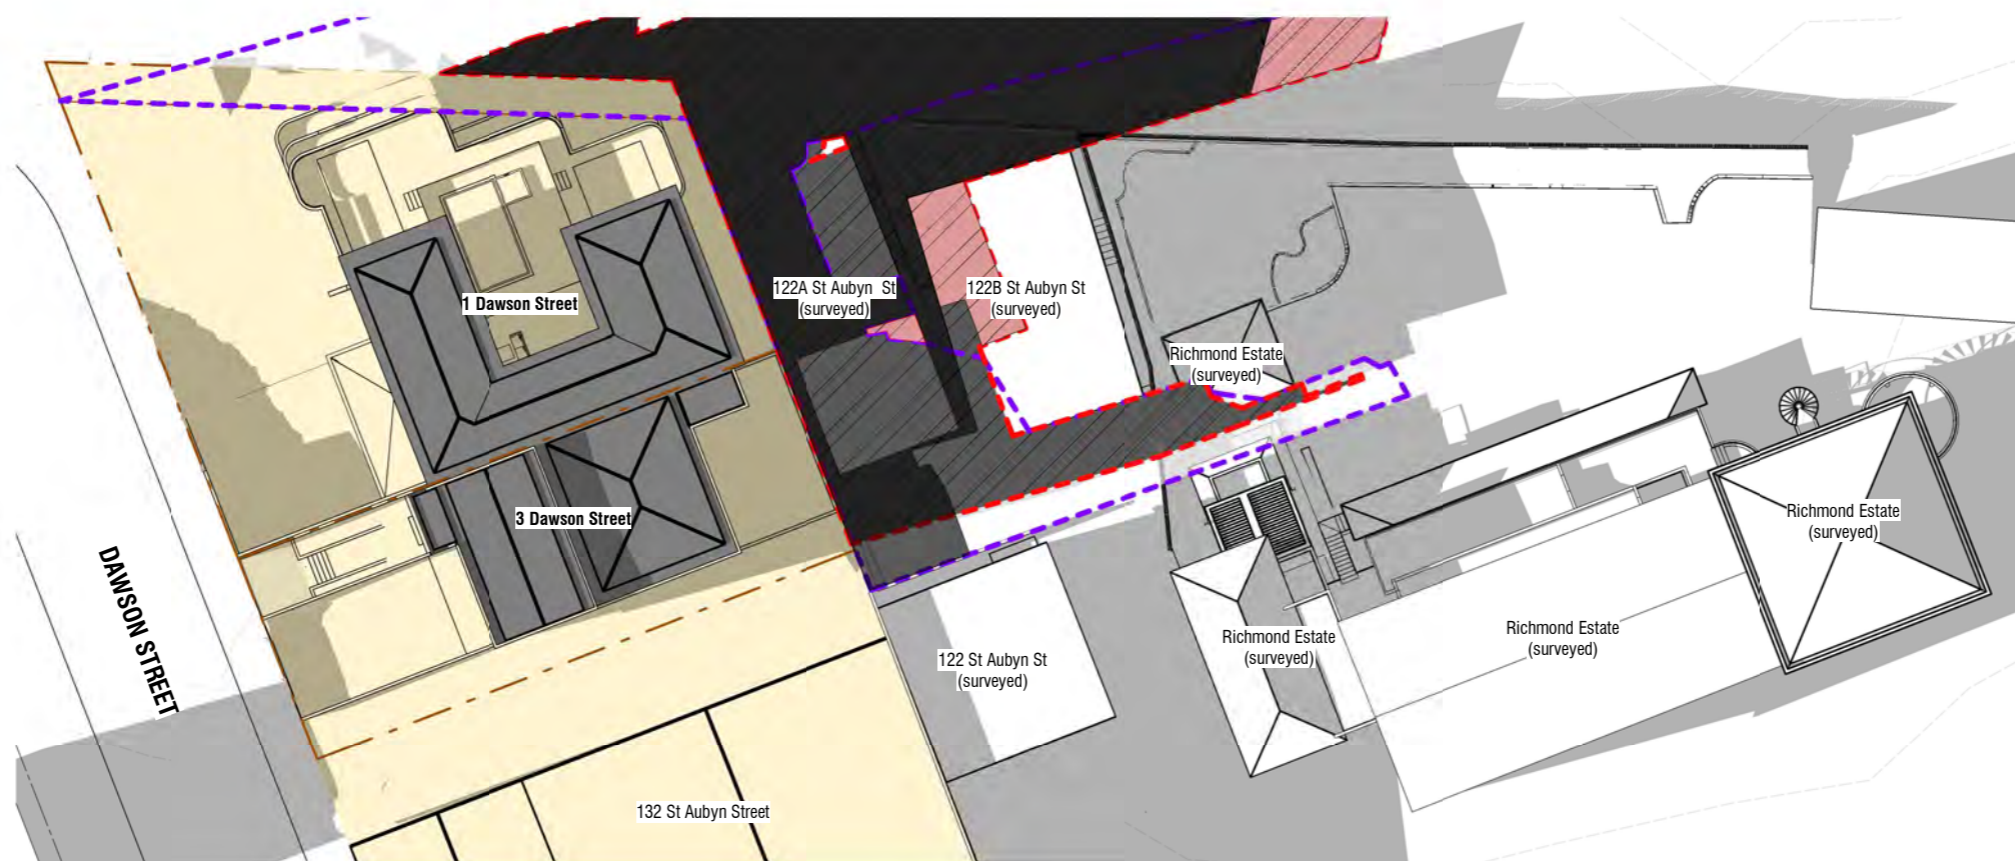 1 Dawson Street
122A St Aubyn St
(surveyed)
122B St Aubyn St
(surveyed)
Richmond Estate
(surveyed)
3 Dawson Street
Richmond Estate
(surveyed)
DAWSON STREET
122 St Aubyn St
(surveyed)
Richmond Estate
(surveyed)
Richmond Estate
(surveyed)
132 St Aubyn Street